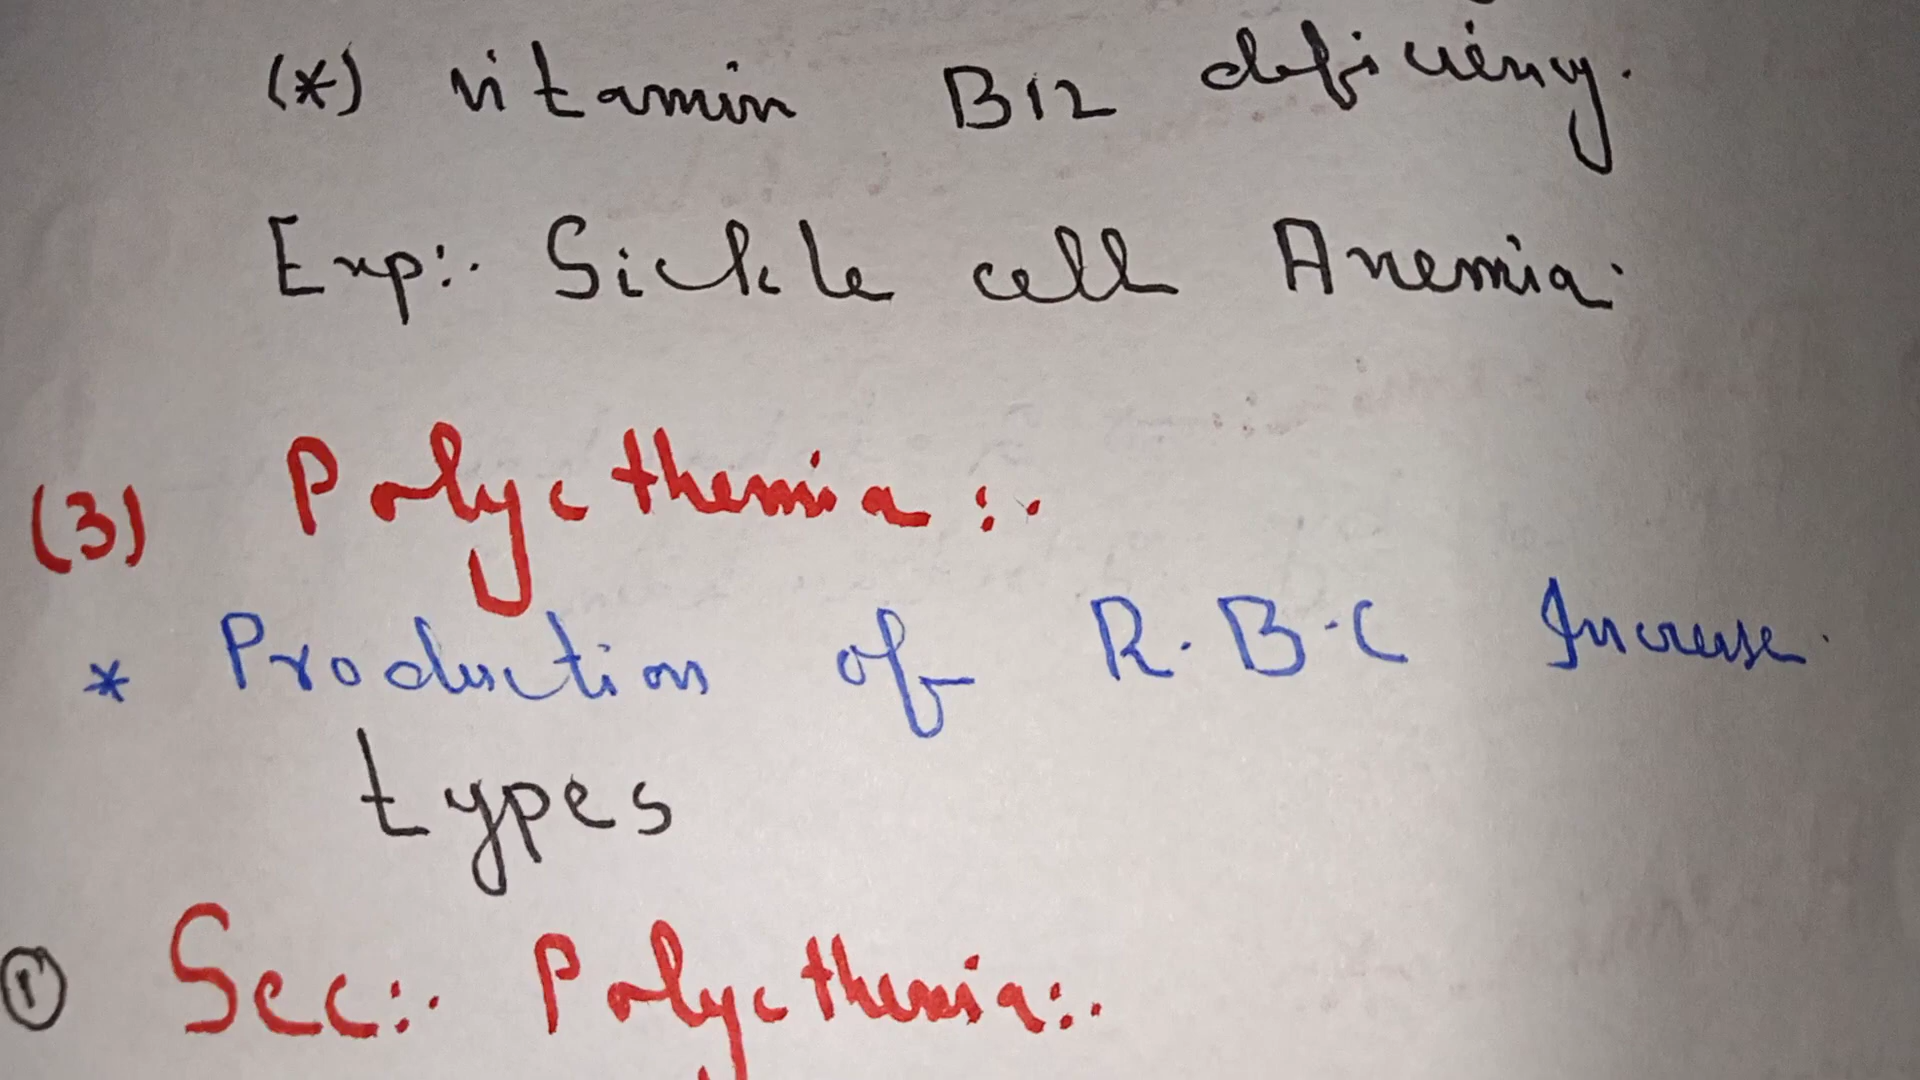 (*) vitamin B12 deficiency.
Exp:. Sickle cell Anemia.
(3) Polycthemia:.
* Production of R.B.C Increase.
types
① Sec:. Polycthemia:.